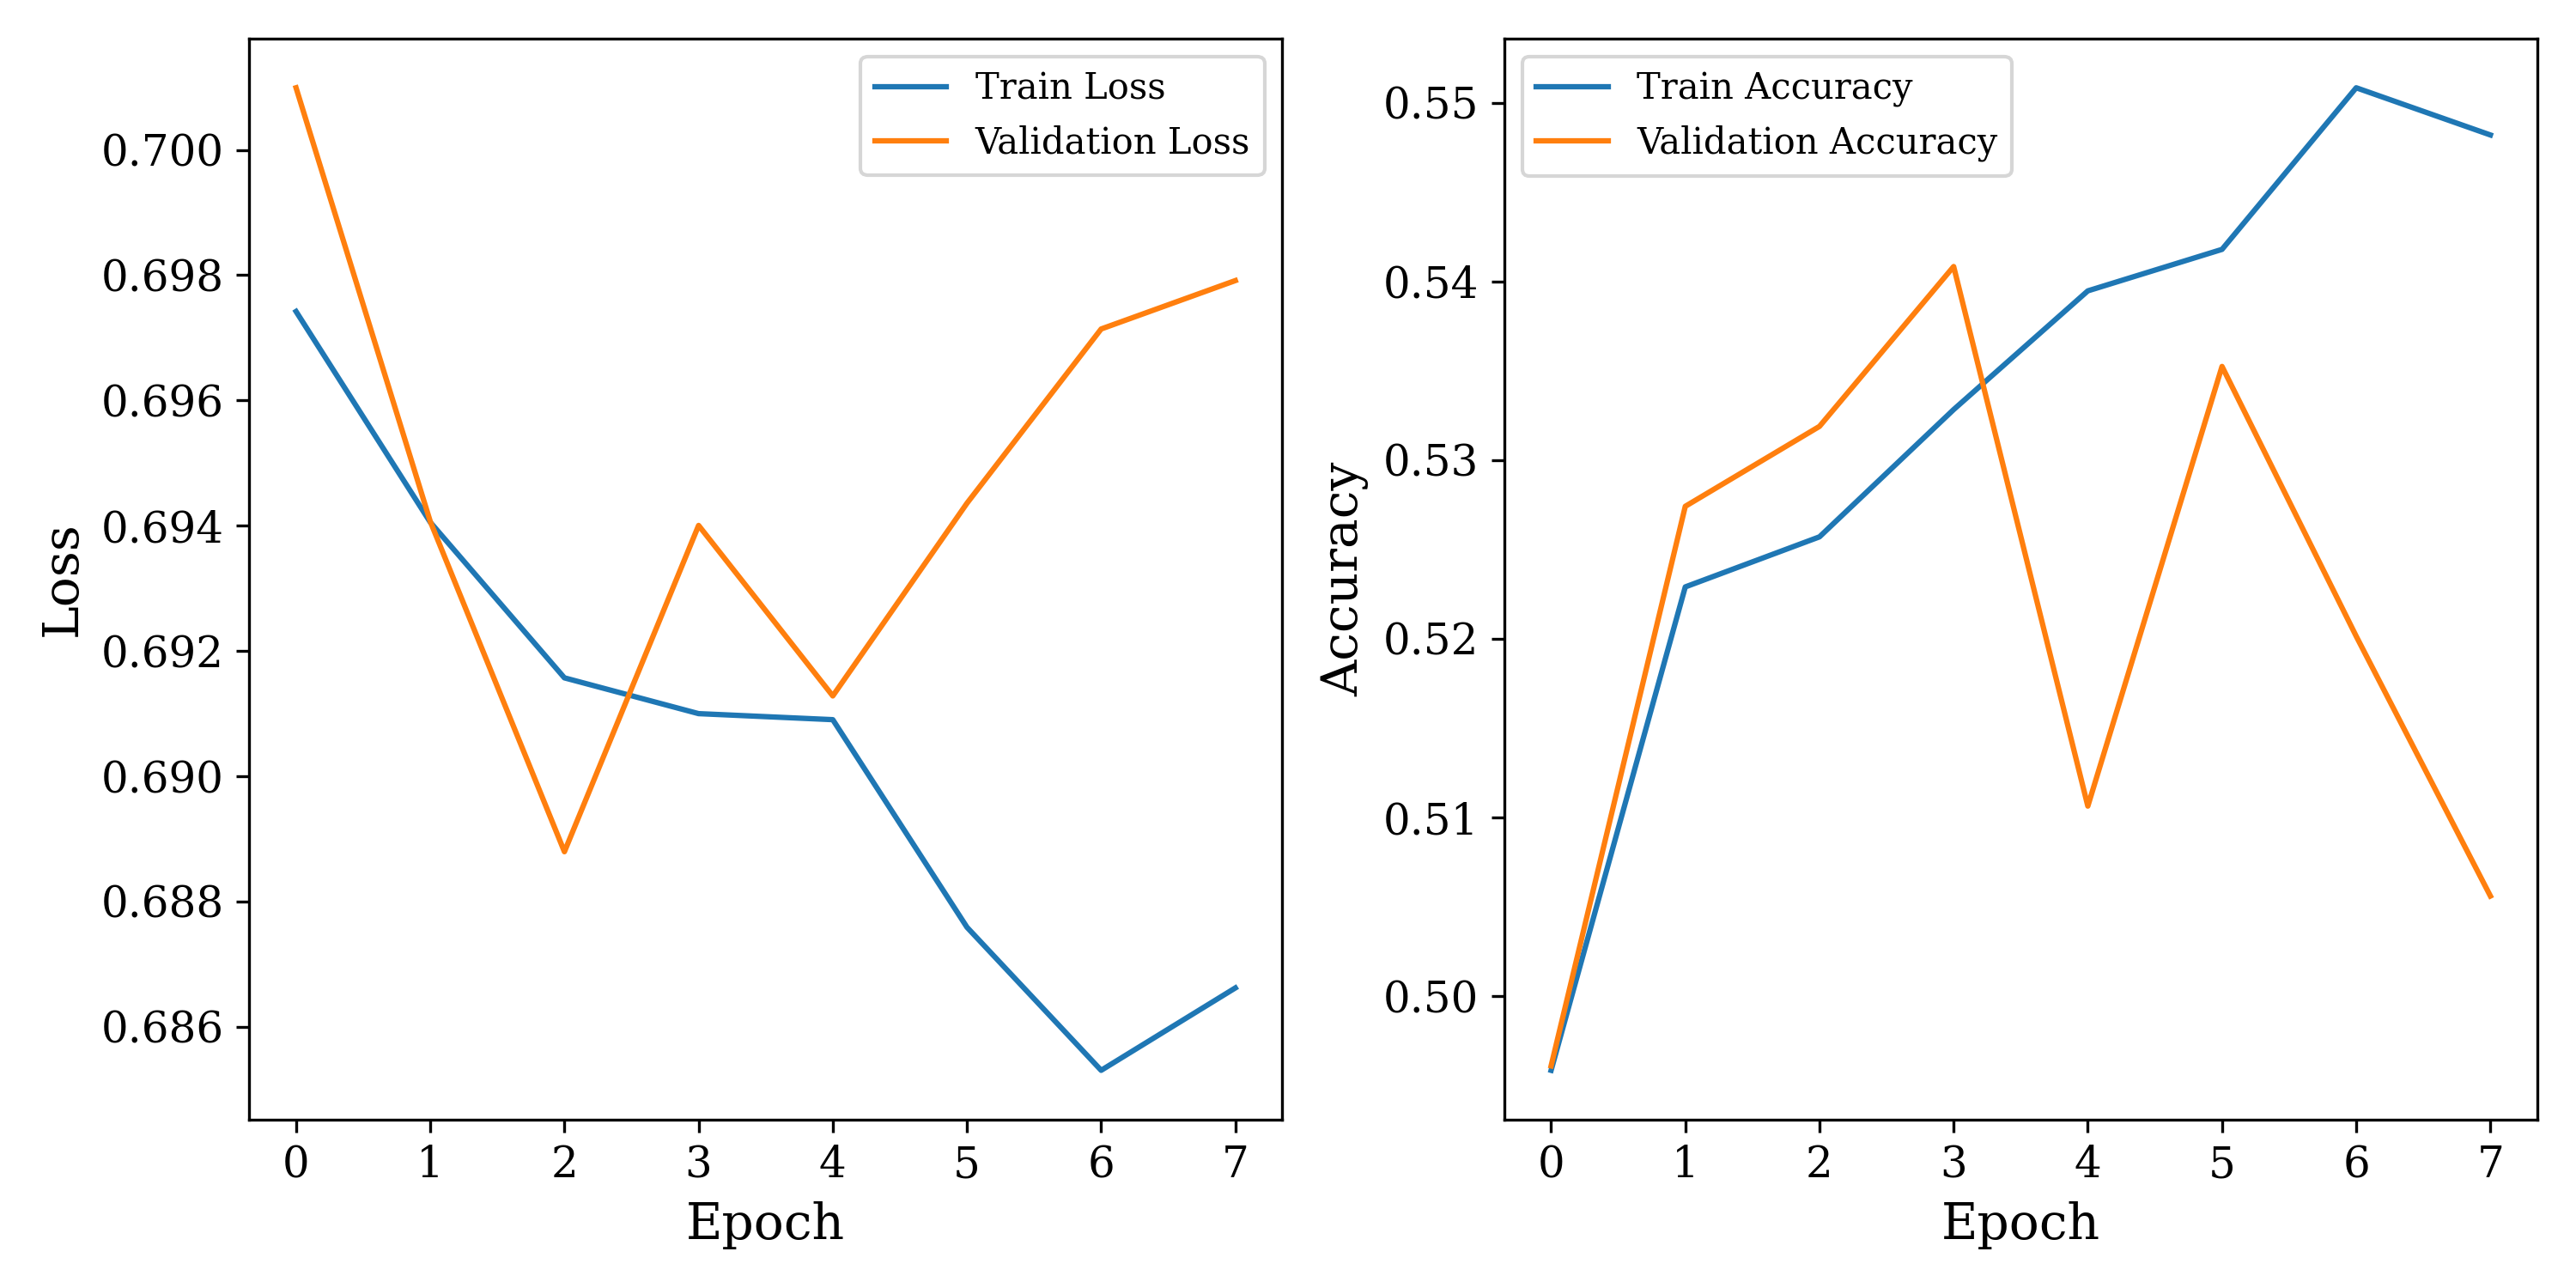 Train Loss
Validation Loss
0.700
0.698
0.696
0.694
0.692
0.690
0.688
0.686
Loss
0 1 2 3 4 5 6 7
Epoch
Train Accuracy
Validation Accuracy
0.55
0.54
0.53
0.52
0.51
0.50
Accuracy
0 1 2 3 4 5 6 7
Epoch